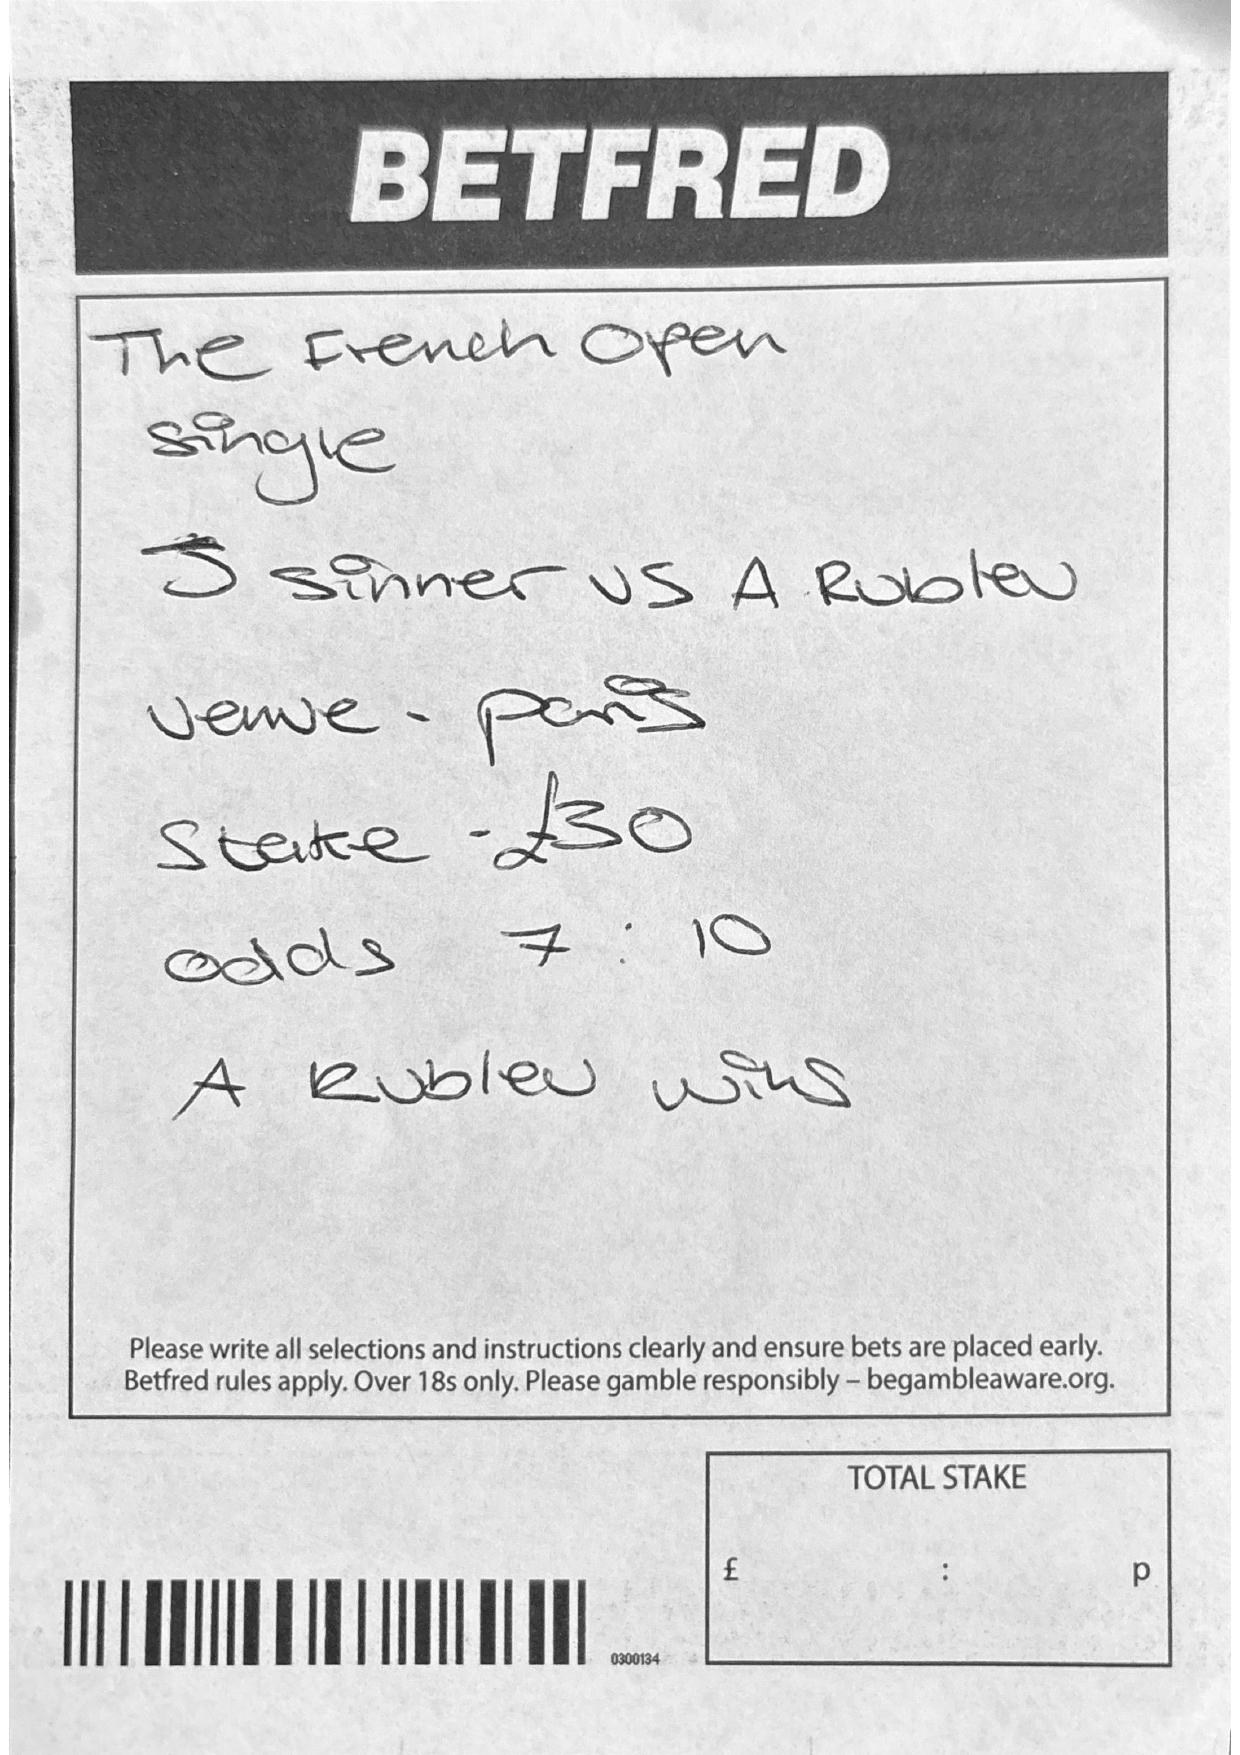 BETFRED
The French Open
single
J Sinner VS A Rublev
venue - paris
Stake - £30
odds 7 : 10
A Rublev wins
Please write all selections and instructions clearly and ensure bets are placed early.
Betfred rules apply. Over 18s only. Please gamble responsibly – begambleaware.org.
TOTAL STAKE
£ : p
0300134